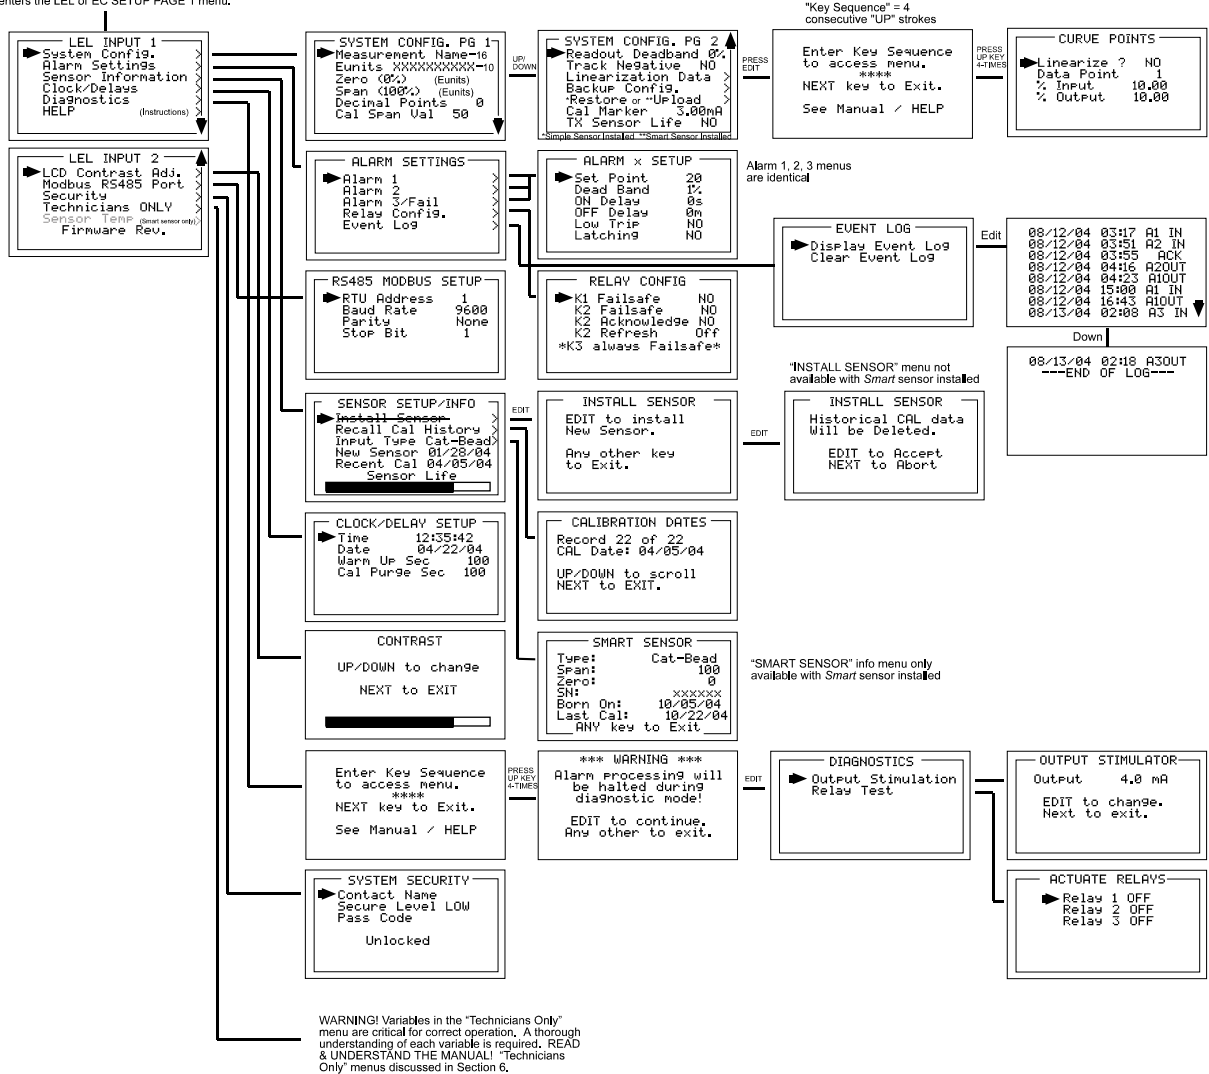 enters the LEL or EC SETUP PAGE 1 menu.
LEL INPUT 1
System Config. >
Alarm Settings >
Sensor Information >
Clock/Delays >
Diagnostics >
HELP (Instructions) >
LEL INPUT 2
LCD Contrast Adj. >
Modbus RS485 Port >
Security >
Technicians ONLY >
Sensor Temp (Smart sensor only) >
Firmware Rev.
SYSTEM CONFIG. PG 1
Measurement Name-16
Eunits XXXXXXXXXX-10
Zero (0%) (Eunits)
Span (100%) (Eunits)
Decimal Points 0
Cal Span Val 50
UP/
DOWN
SYSTEM CONFIG. PG 2
Readout Deadband 0%
Track Negative NO
Linearization Data >
Backup Config. >
*Restore or **Upload >
Cal Marker 3.00mA
TX Sensor Life NO
*Simple Sensor Installed **Smart Sensor Installed
PRESS
EDIT
"Key Sequence" = 4
consecutive "UP" strokes
Enter Key Sequence
to access menu.
****
NEXT key to Exit.
See Manual / HELP
PRESS
UP KEY
4-TIMES
CURVE POINTS
Linearize ? NO
Data Point 1
% Input 10.00
% Output 10.00
ALARM SETTINGS
Alarm 1 >
Alarm 2 >
Alarm 3/Fail >
Relay Config. >
Event Log >
ALARM x SETUP
Set Point 20
Dead Band 1%
ON Delay 0s
OFF Delay 0m
Low Trip NO
Latching NO
Alarm 1, 2, 3 menus
are identical
EVENT LOG
Display Event Log
Clear Event Log
Edit
08/12/04 03:17 A1 IN
08/12/04 03:51 A2 IN
08/12/04 03:55 ACK
08/12/04 04:16 A2OUT
08/12/04 04:23 A1OUT
08/12/04 15:00 A1 IN
08/12/04 16:43 A1OUT
08/13/04 02:08 A3 IN
Down
08/13/04 02:18 A3OUT
---END OF LOG---
RS485 MODBUS SETUP
RTU Address 1
Baud Rate 9600
Parity None
Stop Bit 1
RELAY CONFIG
K1 Failsafe NO
K2 Failsafe NO
K2 Acknowledge NO
K2 Refresh Off
*K3 always Failsafe*
SENSOR SETUP/INFO
Install Sensor >
Recall Cal History >
Input Type Cat-Bead>
New Sensor 01/28/04
Recent Cal 04/05/04
Sensor Life
EDIT
INSTALL SENSOR
EDIT to install
New Sensor.
Any other key
to Exit.
EDIT
"INSTALL SENSOR" menu not
available with Smart sensor installed
INSTALL SENSOR
Historical CAL data
Will be Deleted.
EDIT to Accept
NEXT to Abort
CLOCK/DELAY SETUP
Time 12:35:42
Date 04/22/04
Warm Up Sec 100
Cal Purge Sec 100
CALIBRATION DATES
Record 22 of 22
CAL Date: 04/05/04
UP/DOWN to scroll
NEXT to EXIT.
CONTRAST
UP/DOWN to change
NEXT to EXIT
SMART SENSOR
Type: Cat-Bead
Span: 100
Zero: 0
SN: xxxxxx
Born On: 10/05/04
Last Cal: 10/22/04
ANY key to Exit
"SMART SENSOR" info menu only
available with Smart sensor installed
Enter Key Sequence
to access menu.
****
NEXT key to Exit.
See Manual / HELP
PRESS
UP KEY
4-TIMES
*** WARNING ***
Alarm processing will
be halted during
diagnostic mode!
EDIT to continue.
Any other to exit.
EDIT
DIAGNOSTICS
Output Stimulation
Relay Test
OUTPUT STIMULATOR
Output 4.0 mA
EDIT to change.
Next to exit.
ACTUATE RELAYS
Relay 1 OFF
Relay 2 OFF
Relay 3 OFF
SYSTEM SECURITY
Contact Name
Secure Level LOW
Pass Code
Unlocked
WARNING! Variables in the "Technicians Only"
menu are critical for correct operation. A thorough
understanding of each variable is required. READ
& UNDERSTAND THE MANUAL! "Technicians
Only" menus discussed in Section 6.